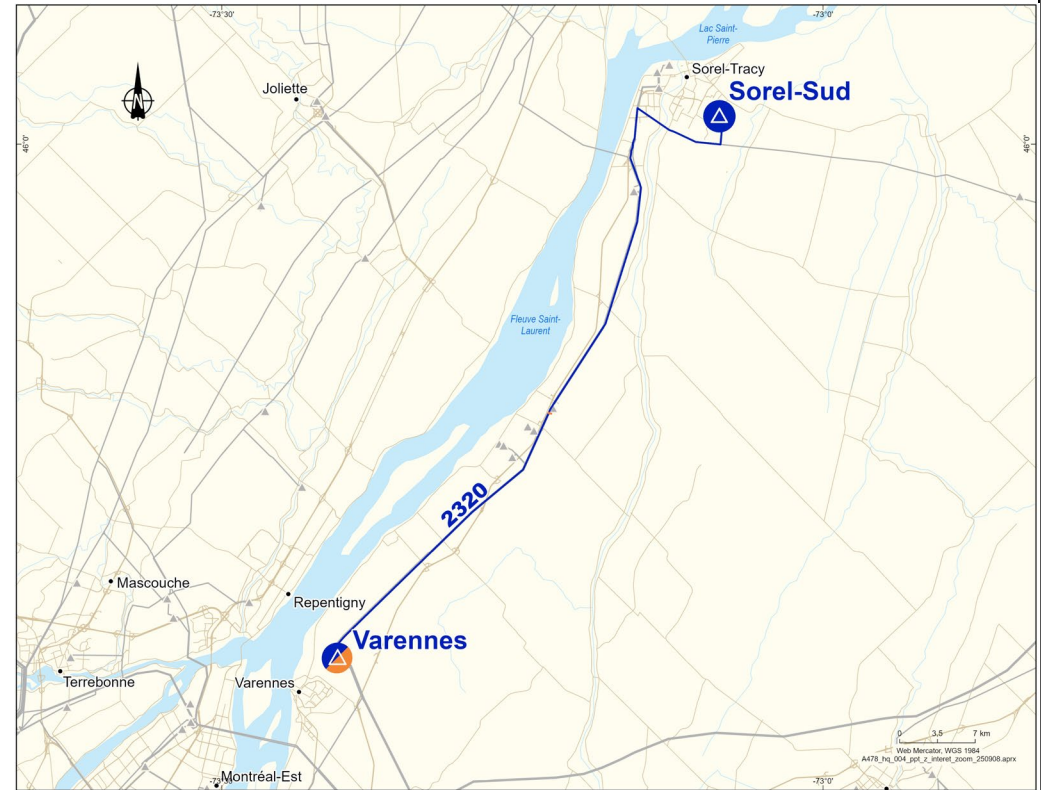 -73°30'
-73°0'
Lac Saint-
Pierre
Sorel-Tracy
Sorel-Sud
Joliette
N
46°0'
46°0'
Fleuve Saint-
Laurent
2320
Mascouche
Repentigny
Varennes
Terrebonne
Varennes
0 3,5 7 km
Web Mercator, WGS 1984
A478_hq_004_ppt_z_interet_zoom_250908.aprx
Montréal-Est
-73°0'